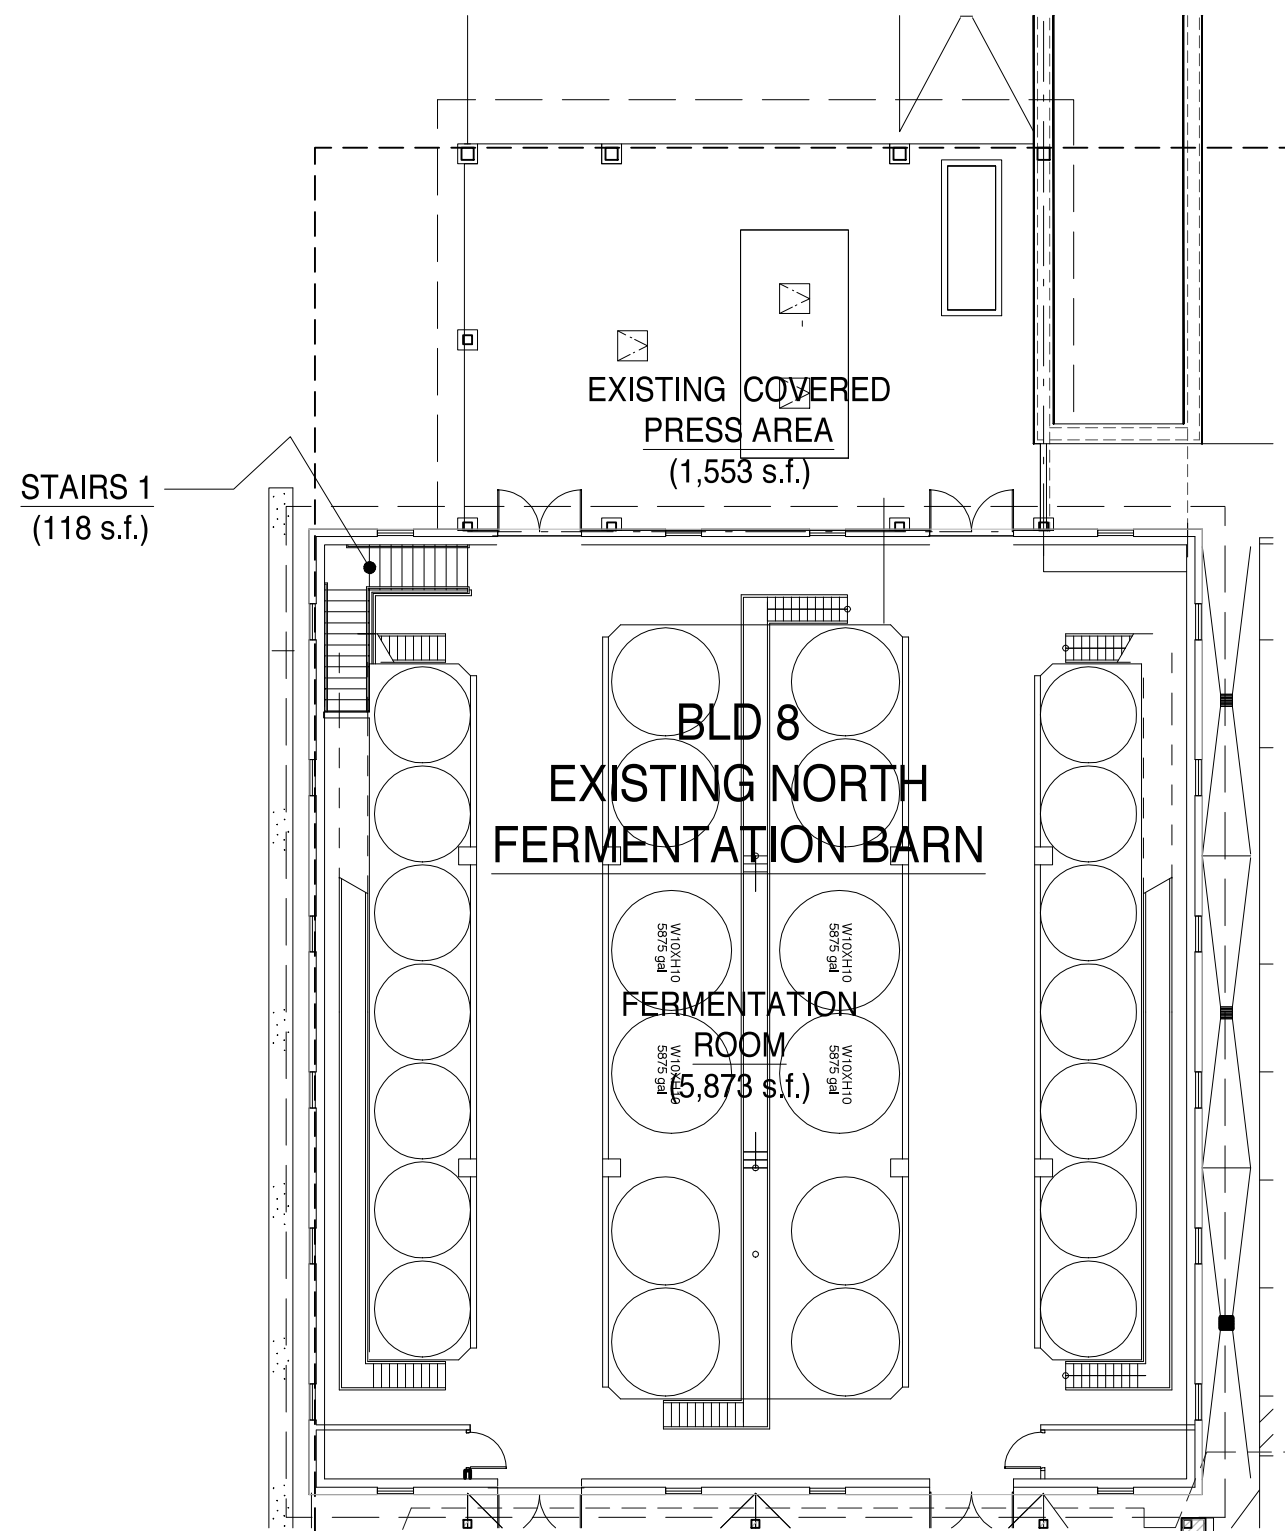 EXISTING COVERED
PRESS AREA
(1,553 s.f.)
STAIRS 1
(118 s.f.)
BLD 8
EXISTING NORTH
FERMENTATION BARN
W10XH10
5875 gal
W10XH10
5875 gal
FERMENTATION
ROOM
(5,873 s.f.)
W10XH10
5875 gal
W10XH10
5875 gal